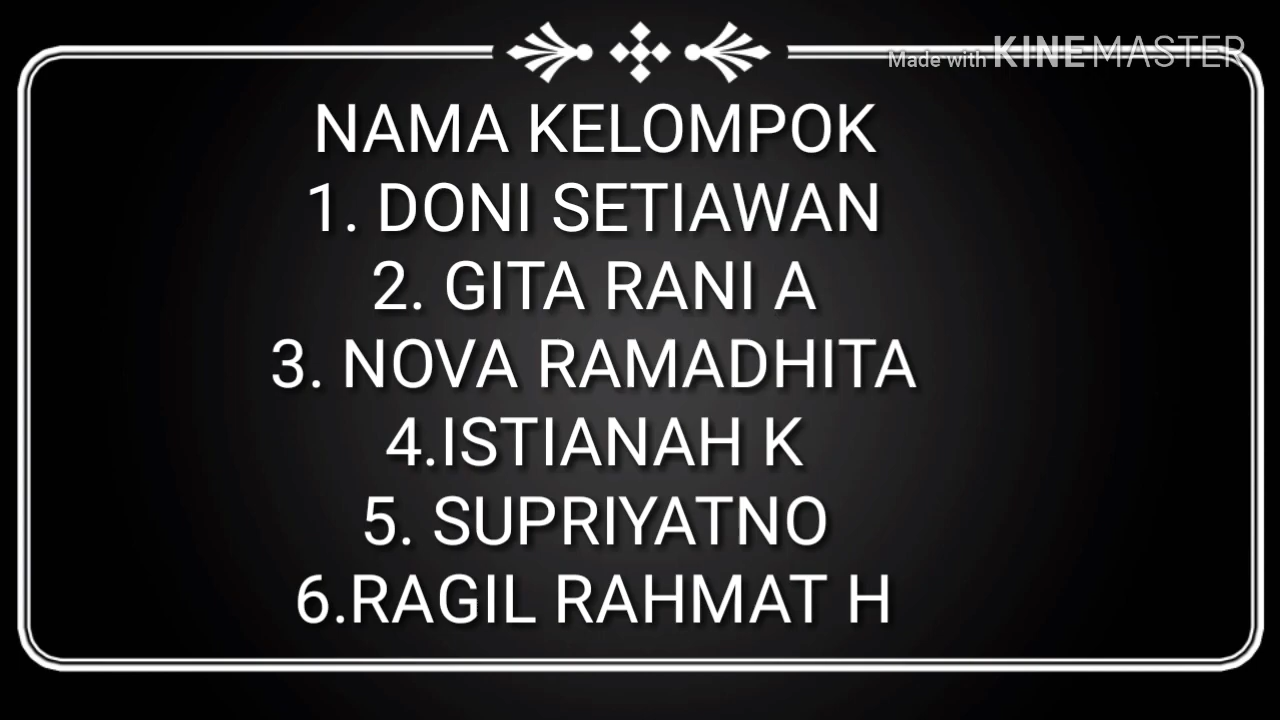 Made with KINEMASTER
NAMA KELOMPOK
1. DONI SETIAWAN
2. GITA RANI A
3. NOVA RAMADHITA
4.ISTIANAH K
5. SUPRIYATNO
6.RAGIL RAHMAT H